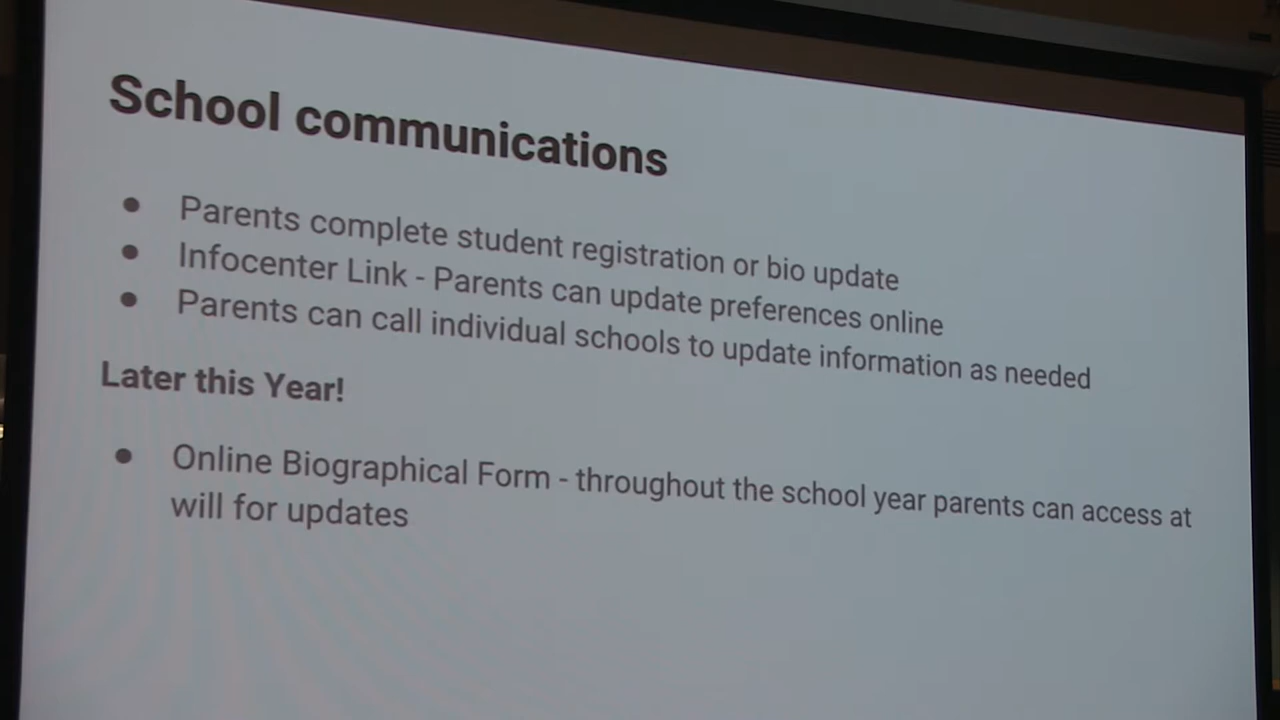 School communications
● Parents complete student registration or bio update
● Infocenter Link - Parents can update preferences online
● Parents can call individual schools to update information as needed
Later this Year!
● Online Biographical Form - throughout the school year parents can access at
will for updates